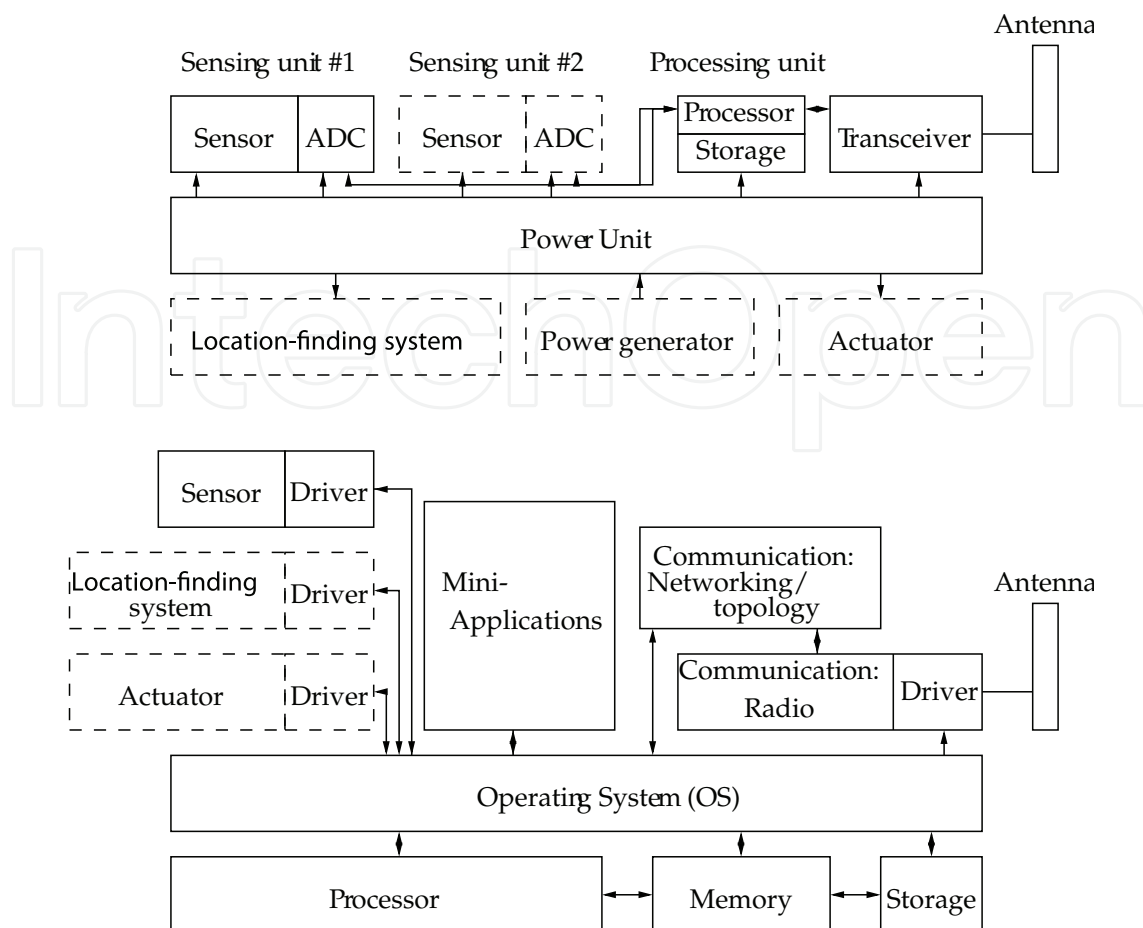 Antenna
Sensing unit #1
Sensing unit #2
Processing unit
Sensor
ADC
Sensor
ADC
Processor
Storage
Transceiver
Power Unit
Location-finding system
Power generator
Actuator
IntechOpen
Sensor
Driver
Location-finding
system
Driver
Actuator
Driver
Mini-
Applications
Communication:
Networking/
topology
Communication:
Radio
Driver
Antenna
Operating System (OS)
Processor
Memory
Storage